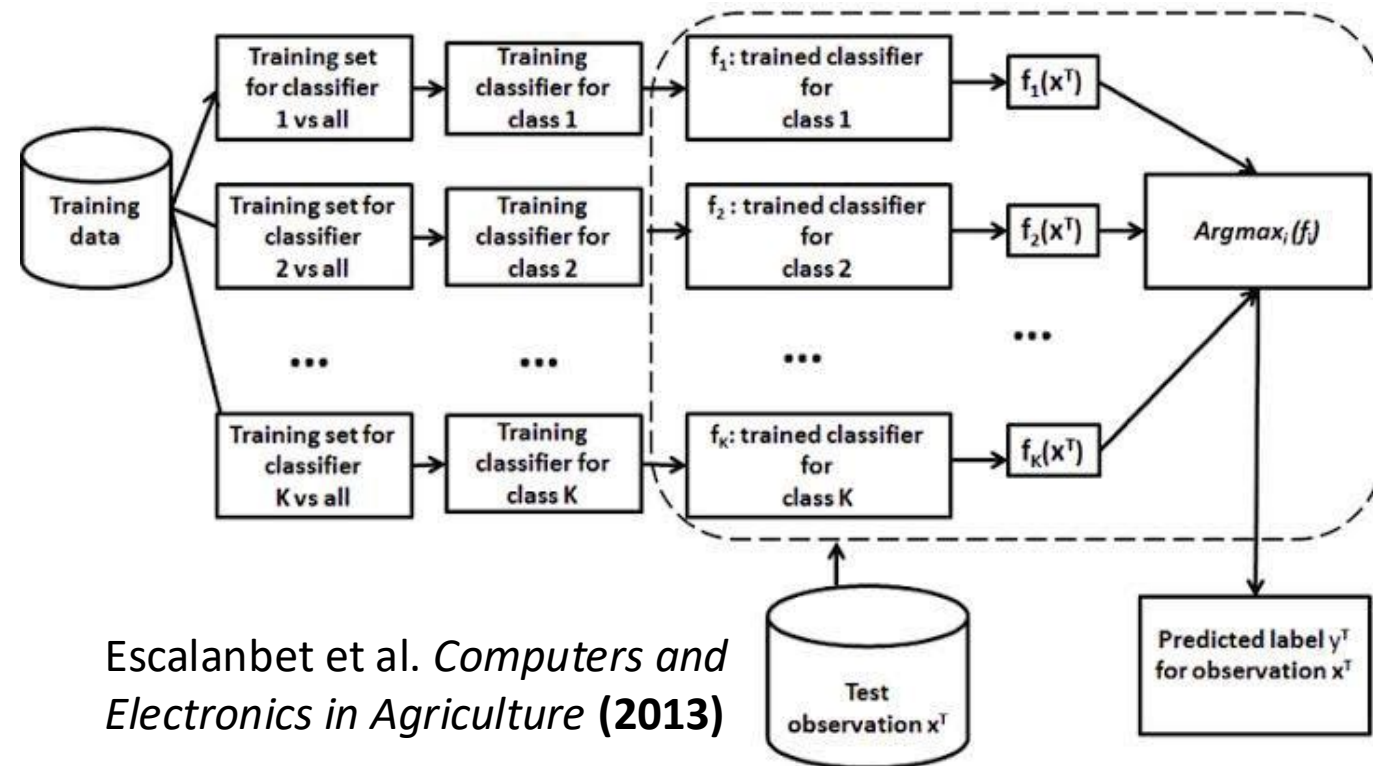 Training
data
Training set
for classifier
1 vs all
Training
classifier for
class 1
f₁: trained classifier
for
class 1
f₁(xᵀ)
Training set for
classifier
2 vs all
Training
classifier for
class 2
f₂ : trained classifier
for
class 2
f₂(xᵀ)
Argmaxᵢ(fᵢ)
...
...
...
...
Training set for
classifier
K vs all
Training
classifier for
class K
f_K: trained classifier
for
class K
f_K(xᵀ)
Test
observation xᵀ
Predicted label yᵀ
for observation xᵀ
Escalanbet et al. Computers and
Electronics in Agriculture (2013)